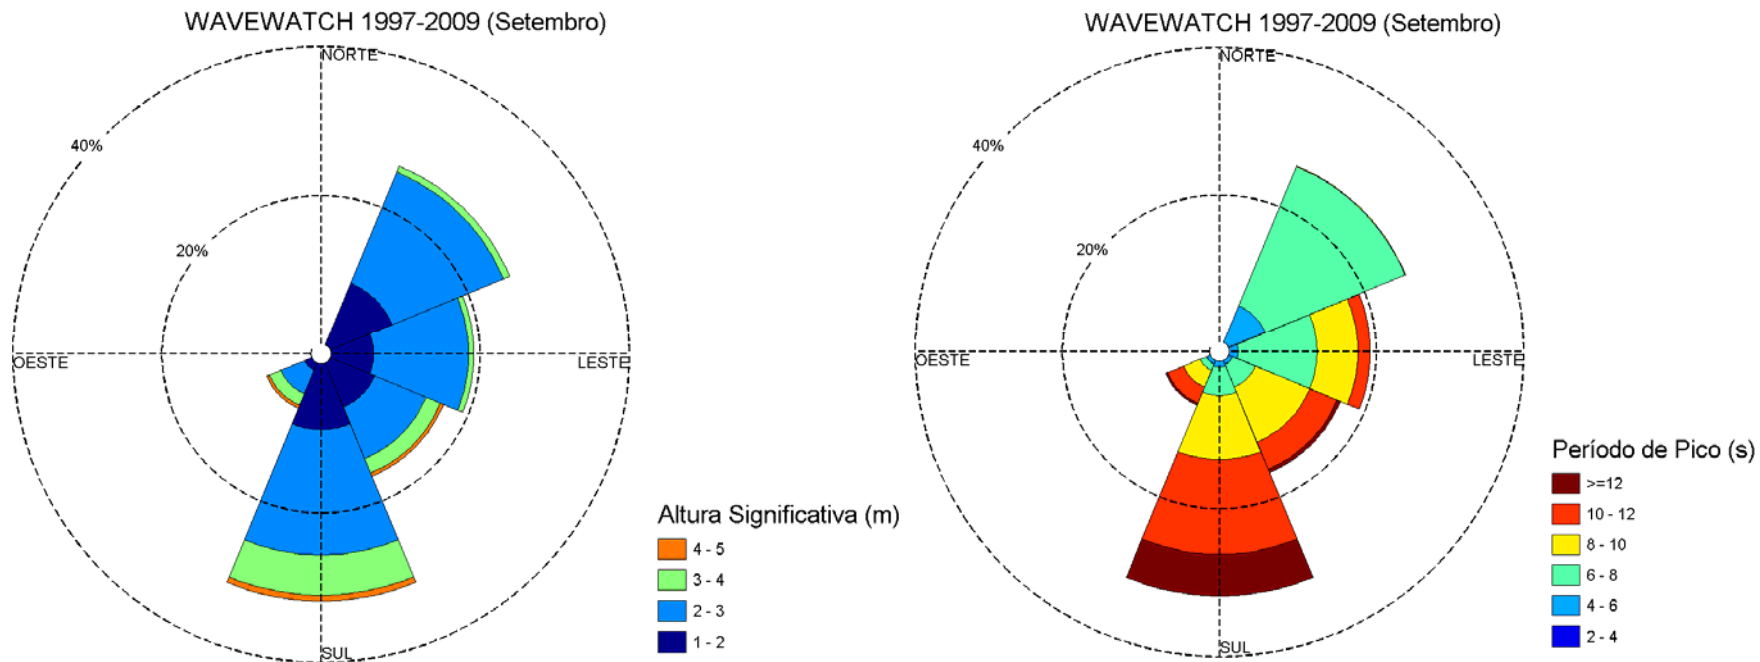 WAVEWATCH 1997-2009 (Setembro)
NORTE
40%
20%
OESTE
LESTE
SUL
Altura Significativa (m)
4 - 5
3 - 4
2 - 3
1 - 2
WAVEWATCH 1997-2009 (Setembro)
NORTE
40%
20%
OESTE
LESTE
SUL
Período de Pico (s)
>=12
10 - 12
8 - 10
6 - 8
4 - 6
2 - 4